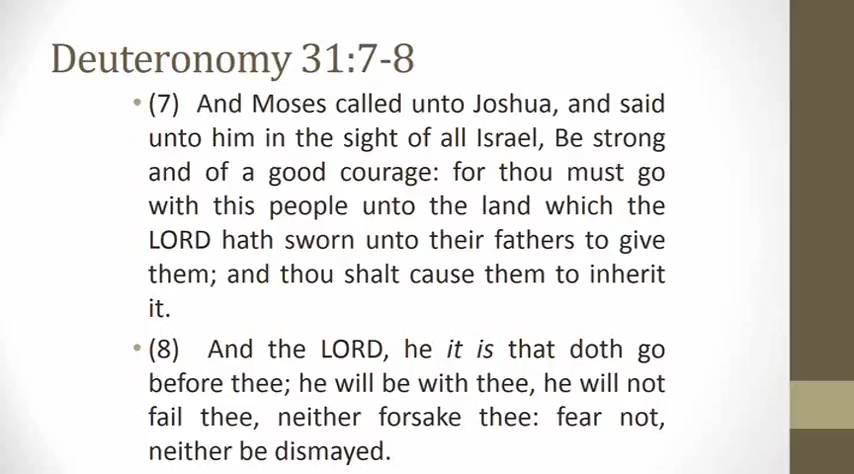 Deuteronomy 31:7-8
• (7) And Moses called unto Joshua, and said
unto him in the sight of all Israel, Be strong
and of a good courage: for thou must go
with this people unto the land which the
LORD hath sworn unto their fathers to give
them; and thou shalt cause them to inherit
it.
• (8) And the LORD, he it is that doth go
before thee; he will be with thee, he will not
fail thee, neither forsake thee: fear not,
neither be dismayed.